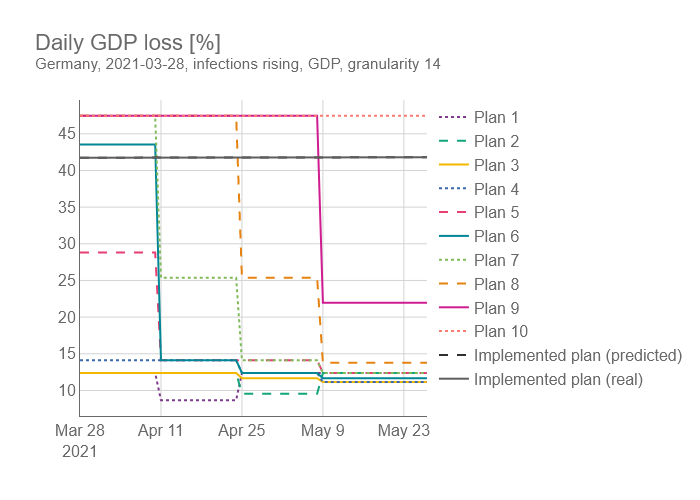 Daily GDP loss [%]
Germany, 2021-03-28, infections rising, GDP, granularity 14
45
40
35
30
25
20
15
10
Mar 28
2021
Apr 11
Apr 25
May 9
May 23
Plan 1
Plan 2
Plan 3
Plan 4
Plan 5
Plan 6
Plan 7
Plan 8
Plan 9
Plan 10
Implemented plan (predicted)
Implemented plan (real)